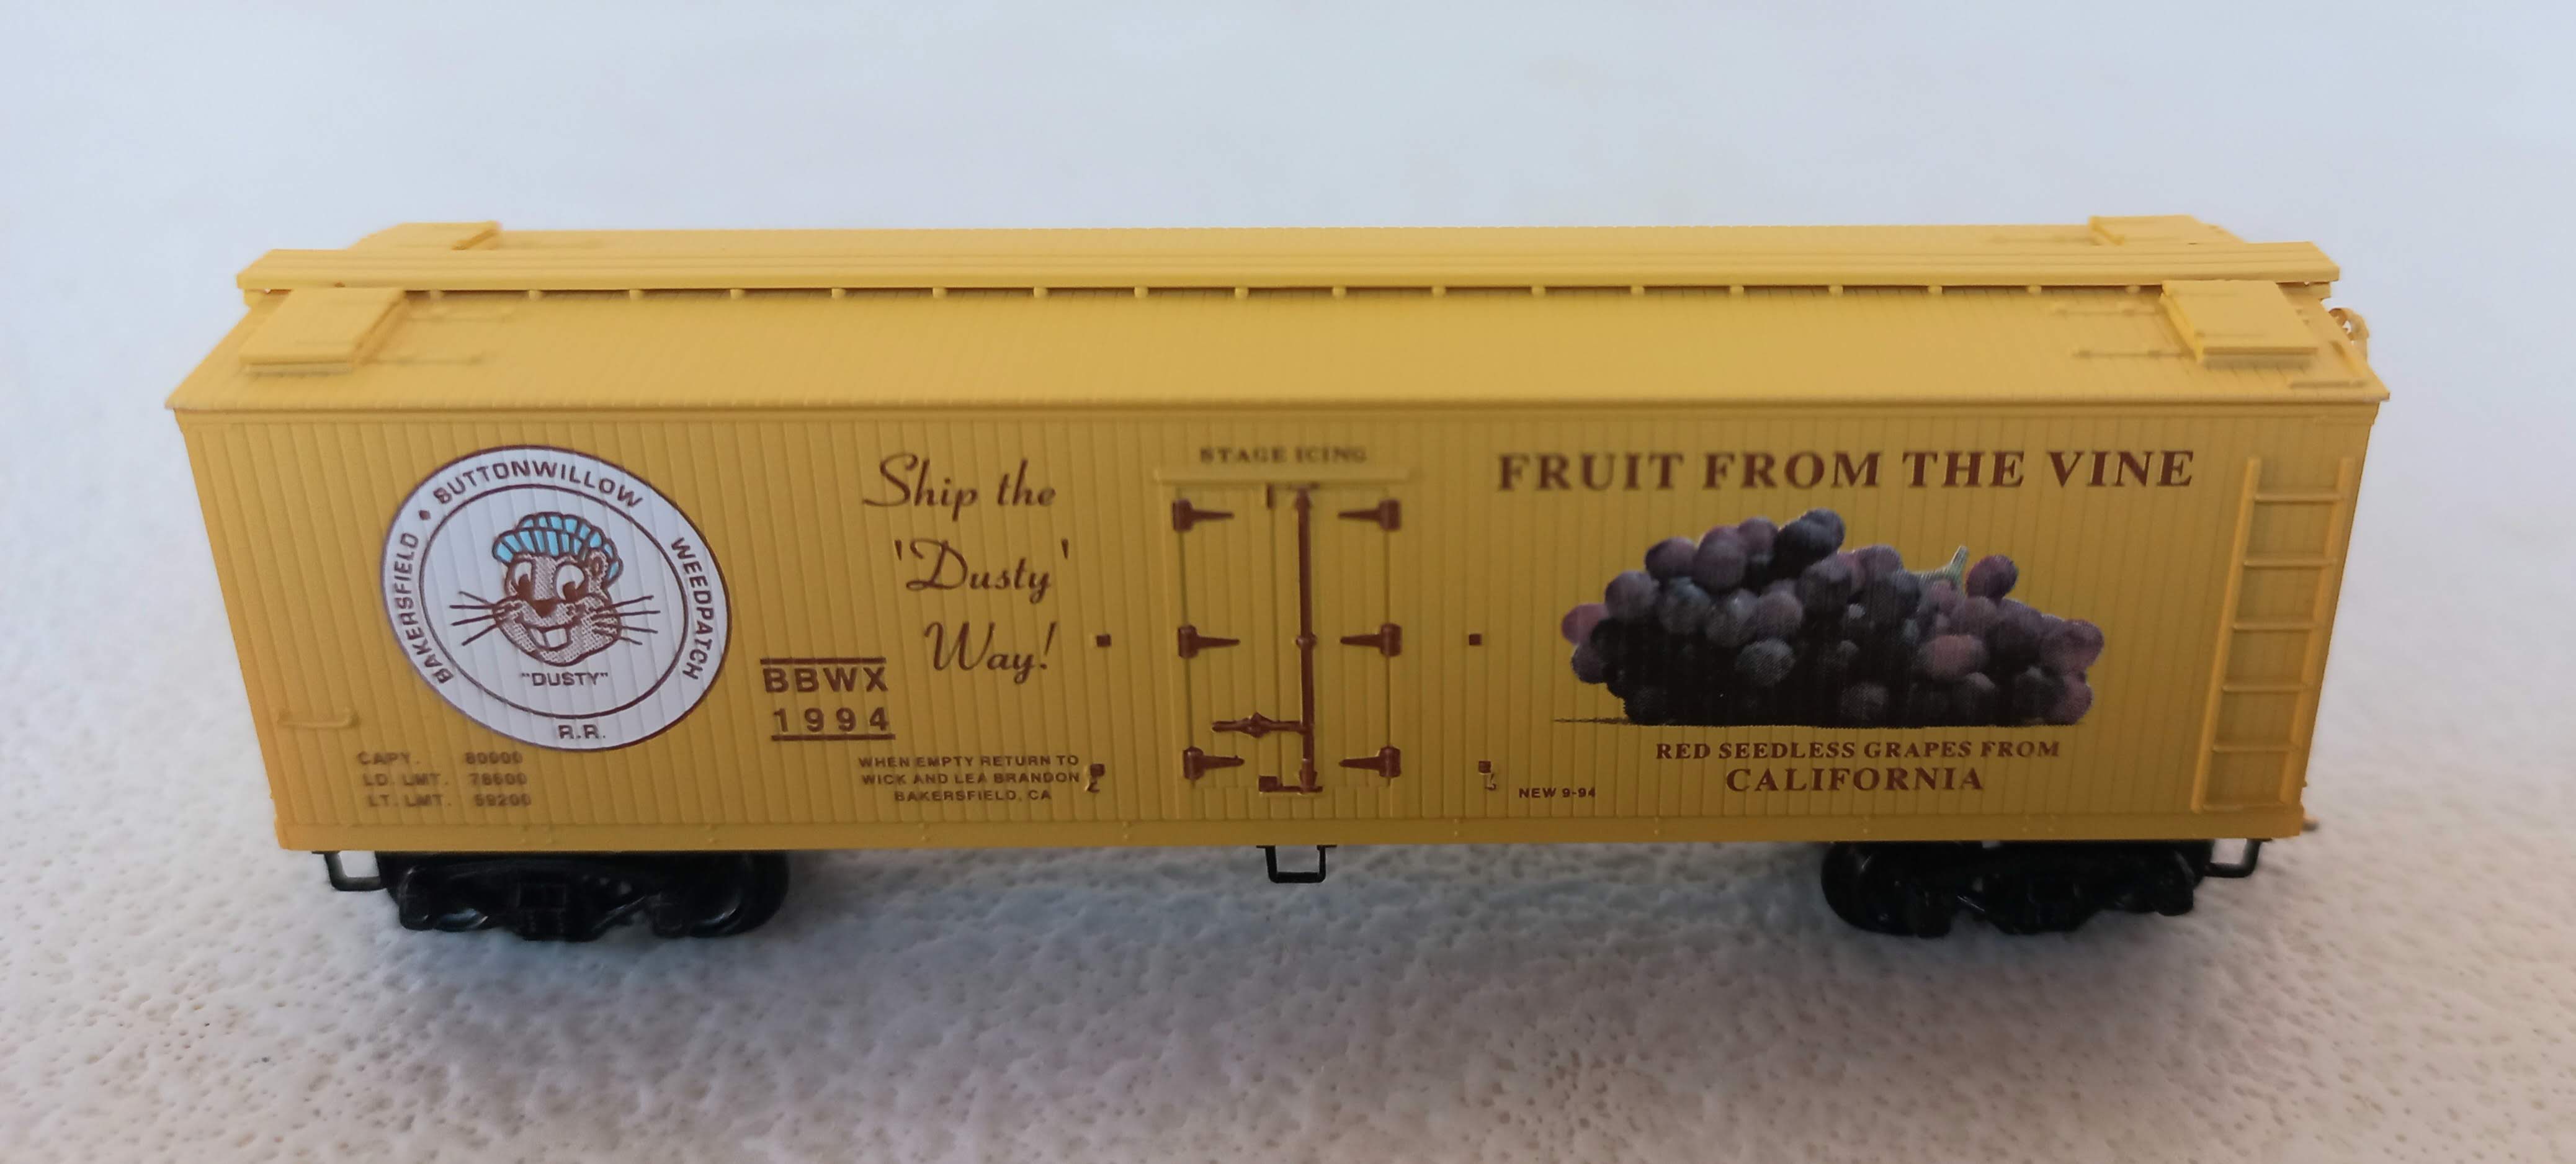 BAKERSFIELD • BUTTONWILLOW WEEDPATCH
"DUSTY"
R.R.
CAPY. 80000
LD. LMT. 78600
LT. LMT. 59200
BBWX
1994
Ship the
'Dusty'
Way!
WHEN EMPTY RETURN TO
WICK AND LEA BRANDON
BAKERSFIELD, CA
STAGE ICING
FRUIT FROM THE VINE
RED SEEDLESS GRAPES FROM
CALIFORNIA
NEW 9-94